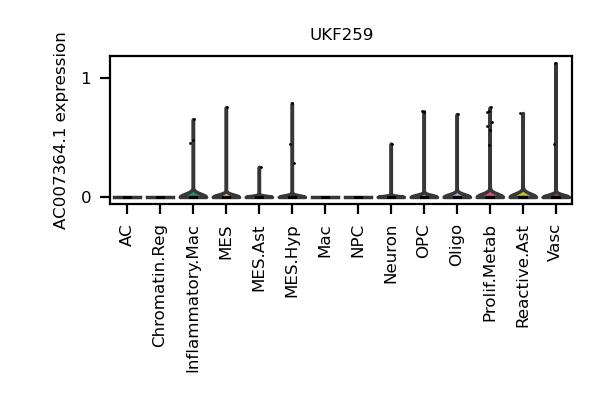 UKF259
AC007364.1 expression
1
0
AC
Chromatin.Reg
Inflammatory.Mac
MES
MES.Ast
MES.Hyp
Mac
NPC
Neuron
OPC
Oligo
Prolif.Metab
Reactive.Ast
Vasc